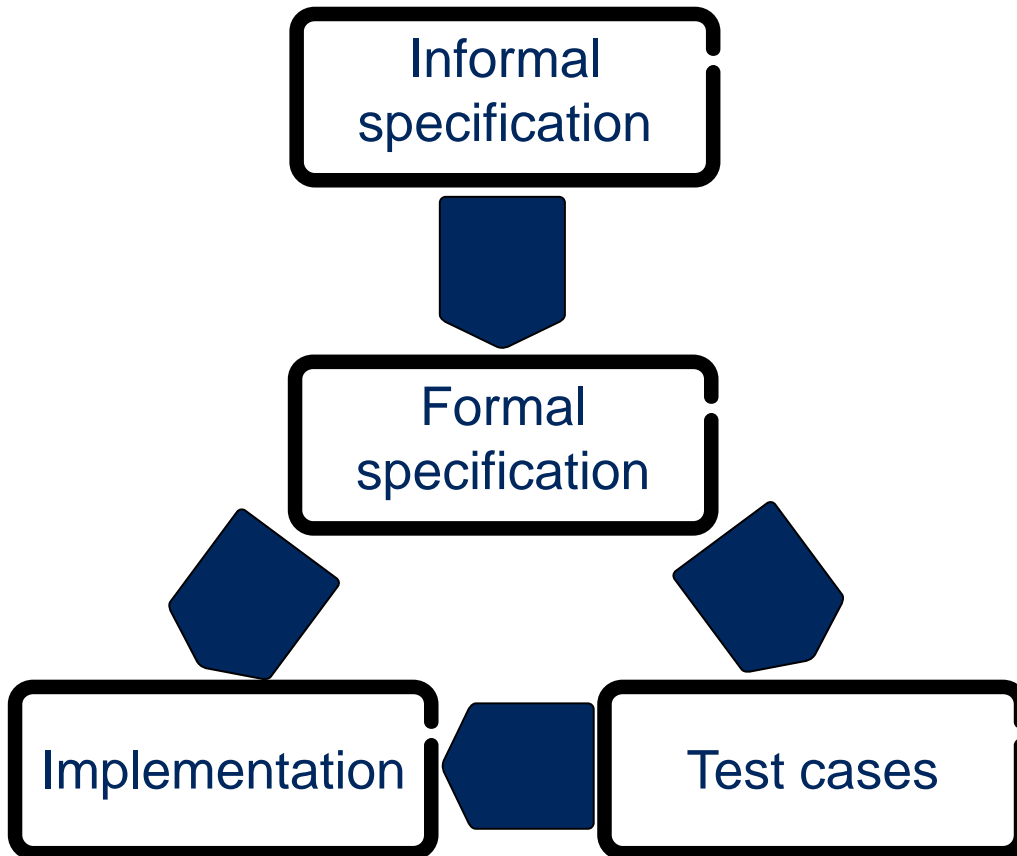 Informal
specification
Formal
specification
Implementation
Test cases